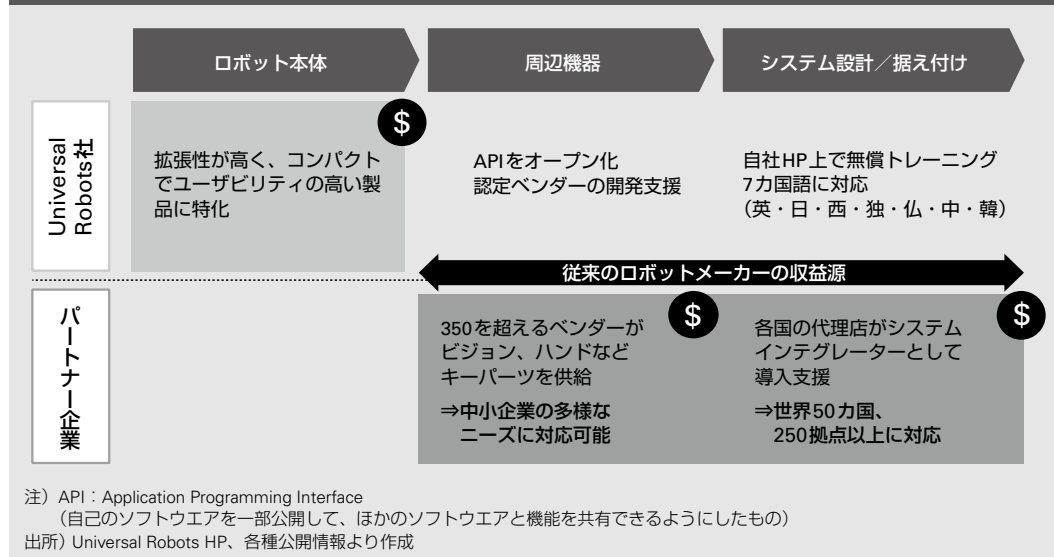 ロボット本体
周辺機器
システム設計／据え付け
Universal
Robots社
$
拡張性が高く、コンパクト
でユーザビリティの高い製
品に特化
APIをオープン化
認定ベンダーの開発支援
自社HP上で無償トレーニング
7カ国語に対応
（英・日・西・独・仏・中・韓）
従来のロボットメーカーの収益源
パートナー企業
$
350を超えるベンダーが
ビジョン、ハンドなど
キーパーツを供給
⇒中小企業の多様な
ニーズに対応可能
$
各国の代理店がシステム
インテグレーターとして
導入支援
⇒世界50カ国、
250拠点以上に対応
注）API：Application Programming Interface
（自己のソフトウエアを一部公開して、ほかのソフトウエアと機能を共有できるようにしたもの）
出所）Universal Robots HP、各種公開情報より作成